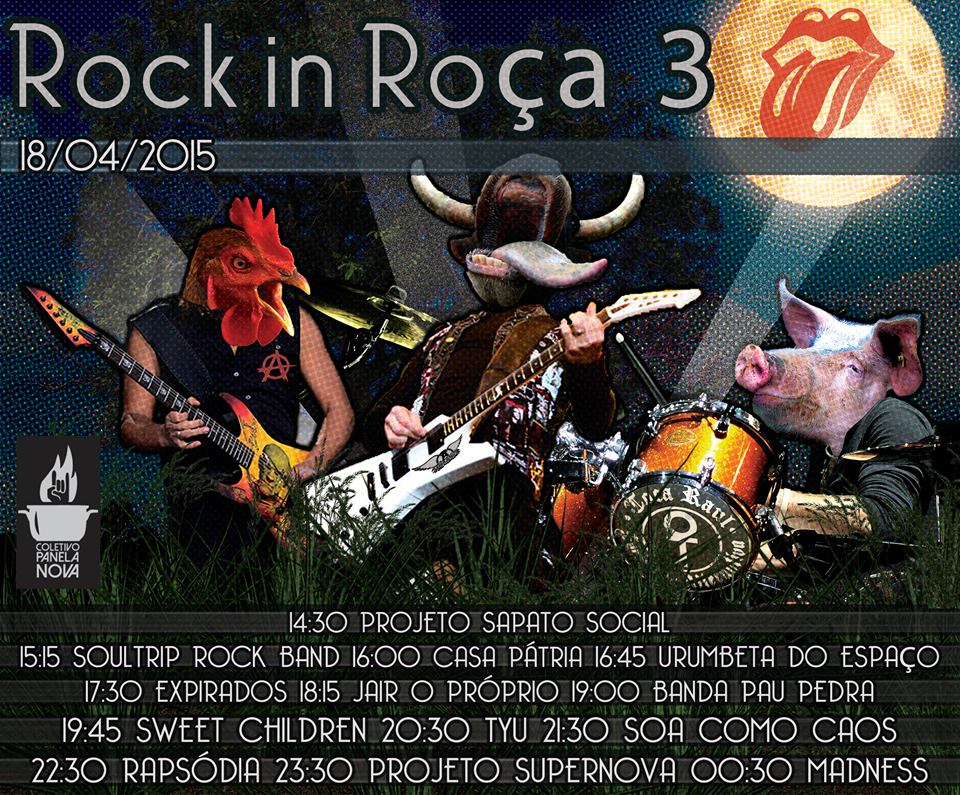 Rock in Roça 3
18/04/2015
Toca Raul
COLETIVO
PANELA
NOVA
14:30 PROJETO SAPATO SOCIAL
15:15 SOULTRIP ROCK BAND 16:00 CASA PÁTRIA 16:45 URUMBETA DO ESPAÇO
17:30 EXPIRADOS 18:15 JAIR O PRÓPRIO 19:00 BANDA PAU PEDRA
19:45 SWEET CHILDREN 20:30 TYU 21:30 SOA COMO CAOS
22:30 RAPSÓDIA 23:30 PROJETO SUPERNOVA 00:30 MADNESS